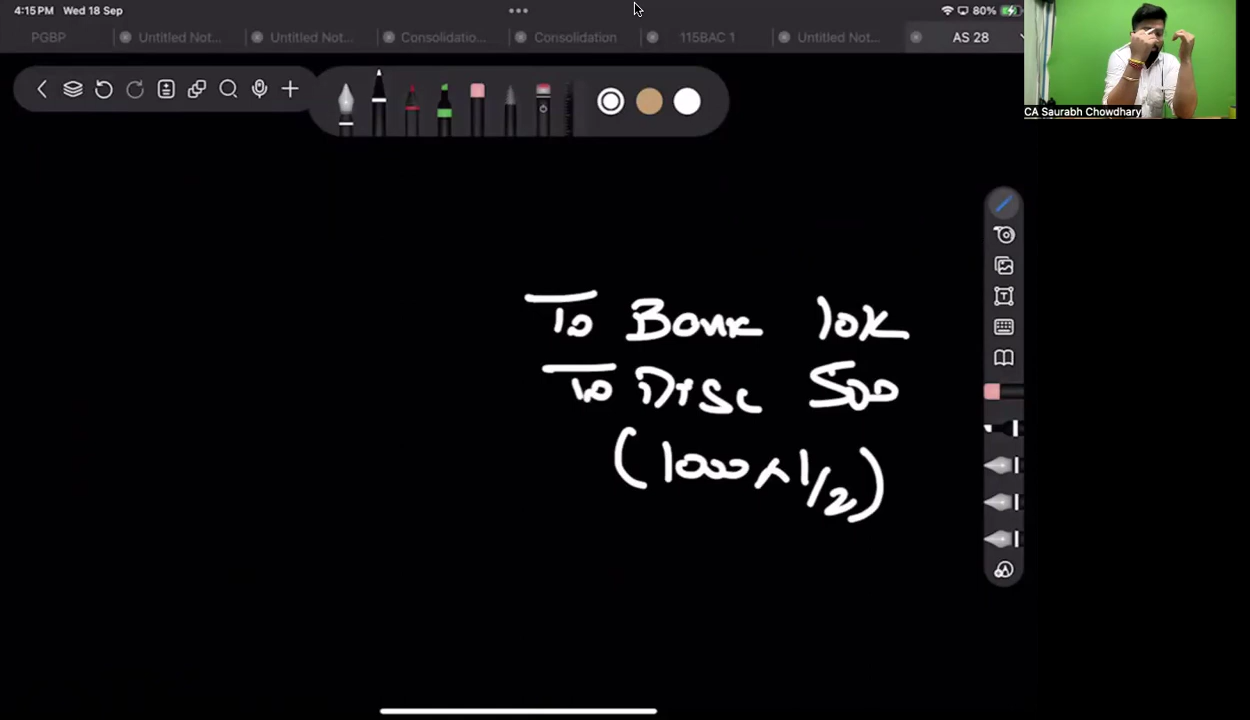 4:15 PM Wed 18 Sep
80%
PGBP
Untitled Not...
Untitled Not...
Consolidatio...
Consolidation
115BAC 1
Untitled Not...
AS 28
CA Saurabh Chowdhary
To Bank 10K
To Disc 500
(1000 × 1/2)